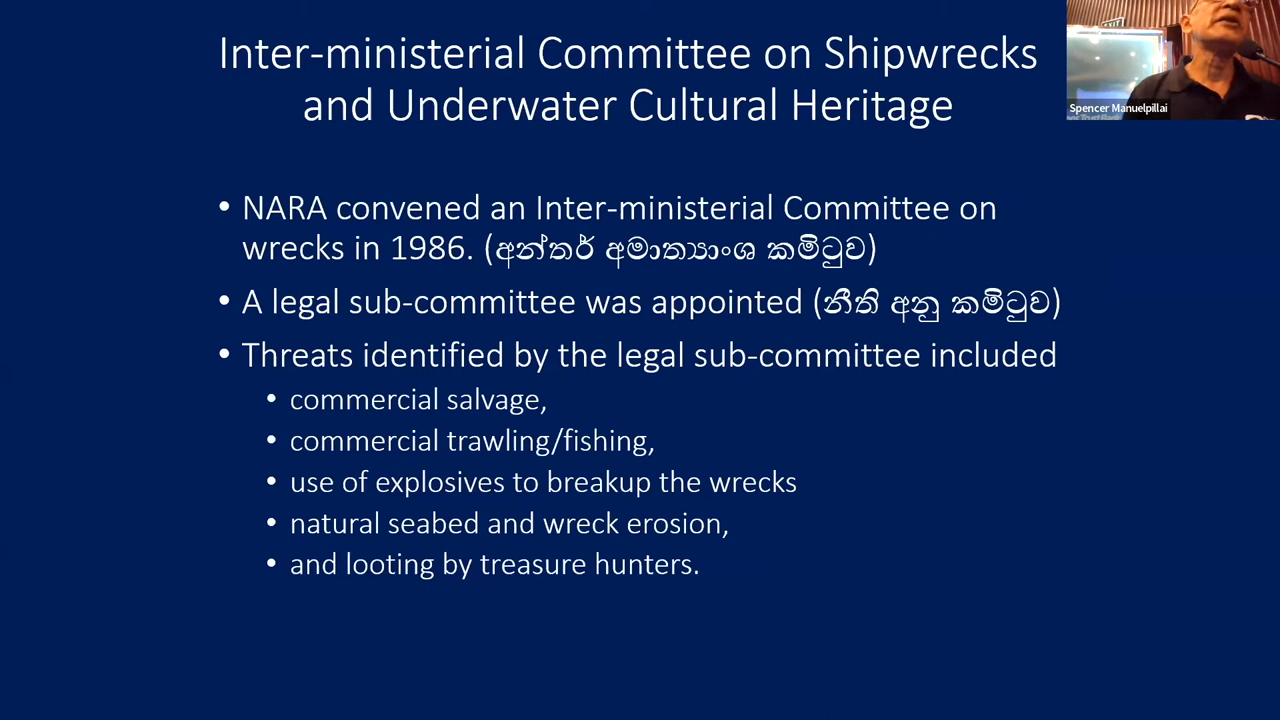 Inter-ministerial Committee on Shipwrecks
and Underwater Cultural Heritage
EXIT
Spencer Manuelpillai
• NARA convened an Inter-ministerial Committee on
wrecks in 1986. (අන්තර් අමාත්‍යාංශ කමිටුව)
• A legal sub-committee was appointed (නීති අනු කමිටුව)
• Threats identified by the legal sub-committee included
• commercial salvage,
• commercial trawling/fishing,
• use of explosives to breakup the wrecks
• natural seabed and wreck erosion,
• and looting by treasure hunters.